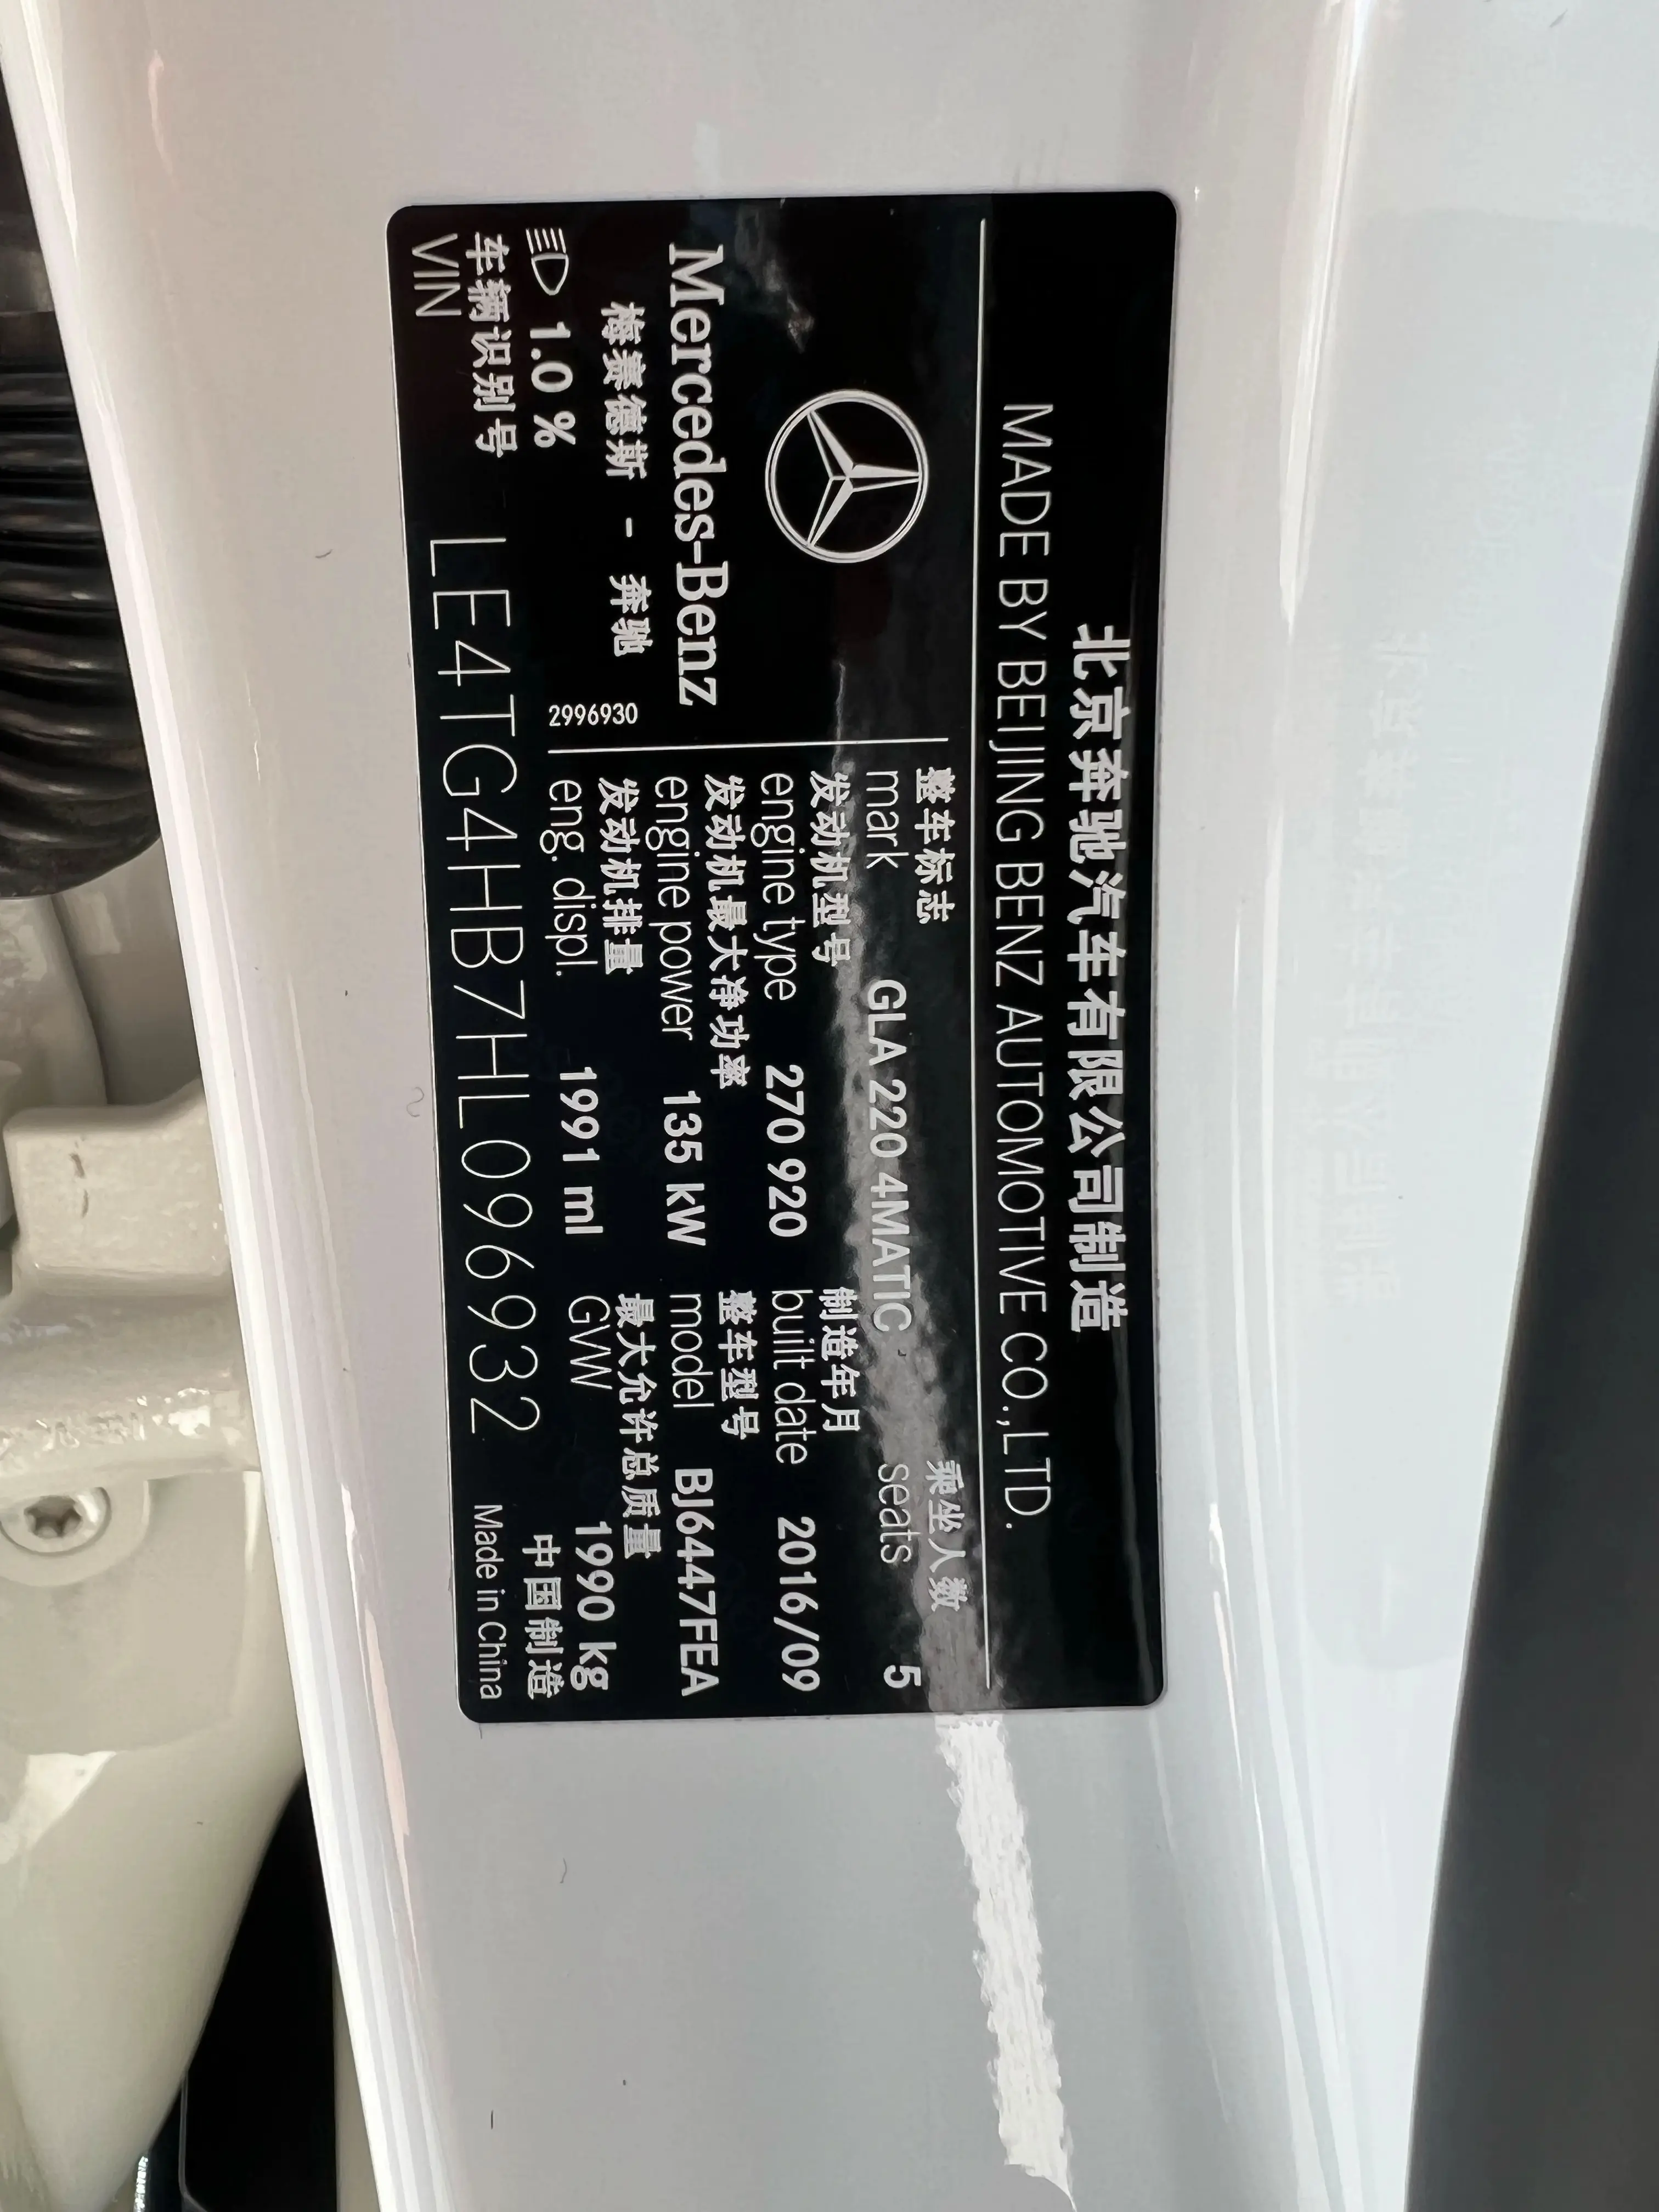 北京奔驰汽车有限公司制造
MADE BY BEIJING BENZ AUTOMOTIVE CO.,LTD.
Mercedes-Benz
梅赛德斯 - 奔驰
2996930
1.0 %
整车标志
mark GLA 220 4MATIC
乘坐人数
seats 5
发动机型号
engine type 270 920
制造年月
built date 2016/09
发动机最大净功率
engine power 135 kW
整车型号
model BJ6447FEA
发动机排量
eng. displ. 1991 ml
最大允许总质量
GVW 1990 kg
车辆识别号
VIN LE4TG4HB7HL096932
中国制造
Made in China